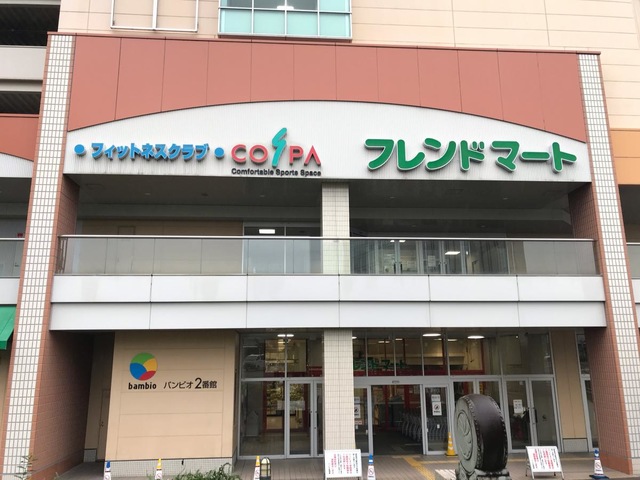 ・フィットネスクラブ・
COSPA
Comfortable Sports Space
フレンドマート
bambio
バンビオ2番館